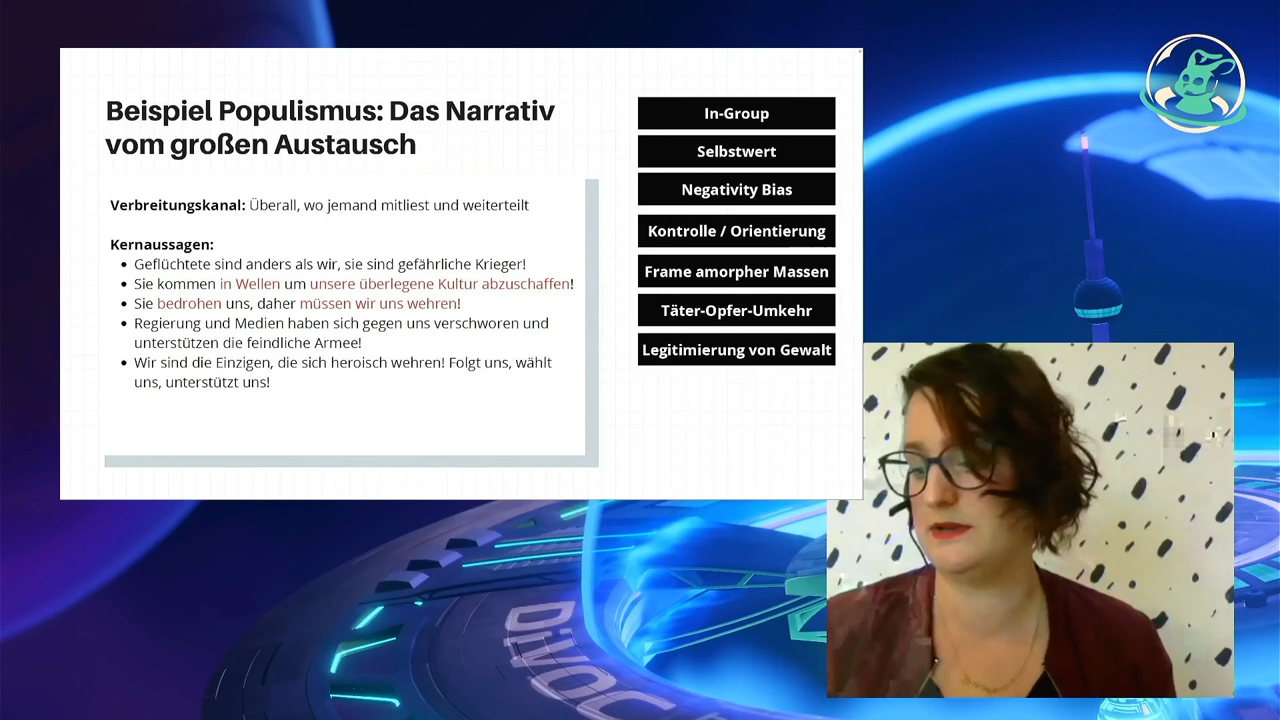 Beispiel Populismus: Das Narrativ
vom großen Austausch
Verbreitungskanal: Überall, wo jemand mitliest und weiterteilt
Kernaussagen:
Geflüchtete sind anders als wir, sie sind gefährliche Krieger!
Sie kommen in Wellen um unsere überlegene Kultur abzuschaffen!
Sie bedrohen uns, daher müssen wir uns wehren!
Regierung und Medien haben sich gegen uns verschworen und
unterstützen die feindliche Armee!
Wir sind die Einzigen, die sich heroisch wehren! Folgt uns, wählt
uns, unterstützt uns!
In-Group
Selbstwert
Negativity Bias
Kontrolle / Orientierung
Frame amorpher Massen
Täter-Opfer-Umkehr
Legitimierung von Gewalt
DiVOC